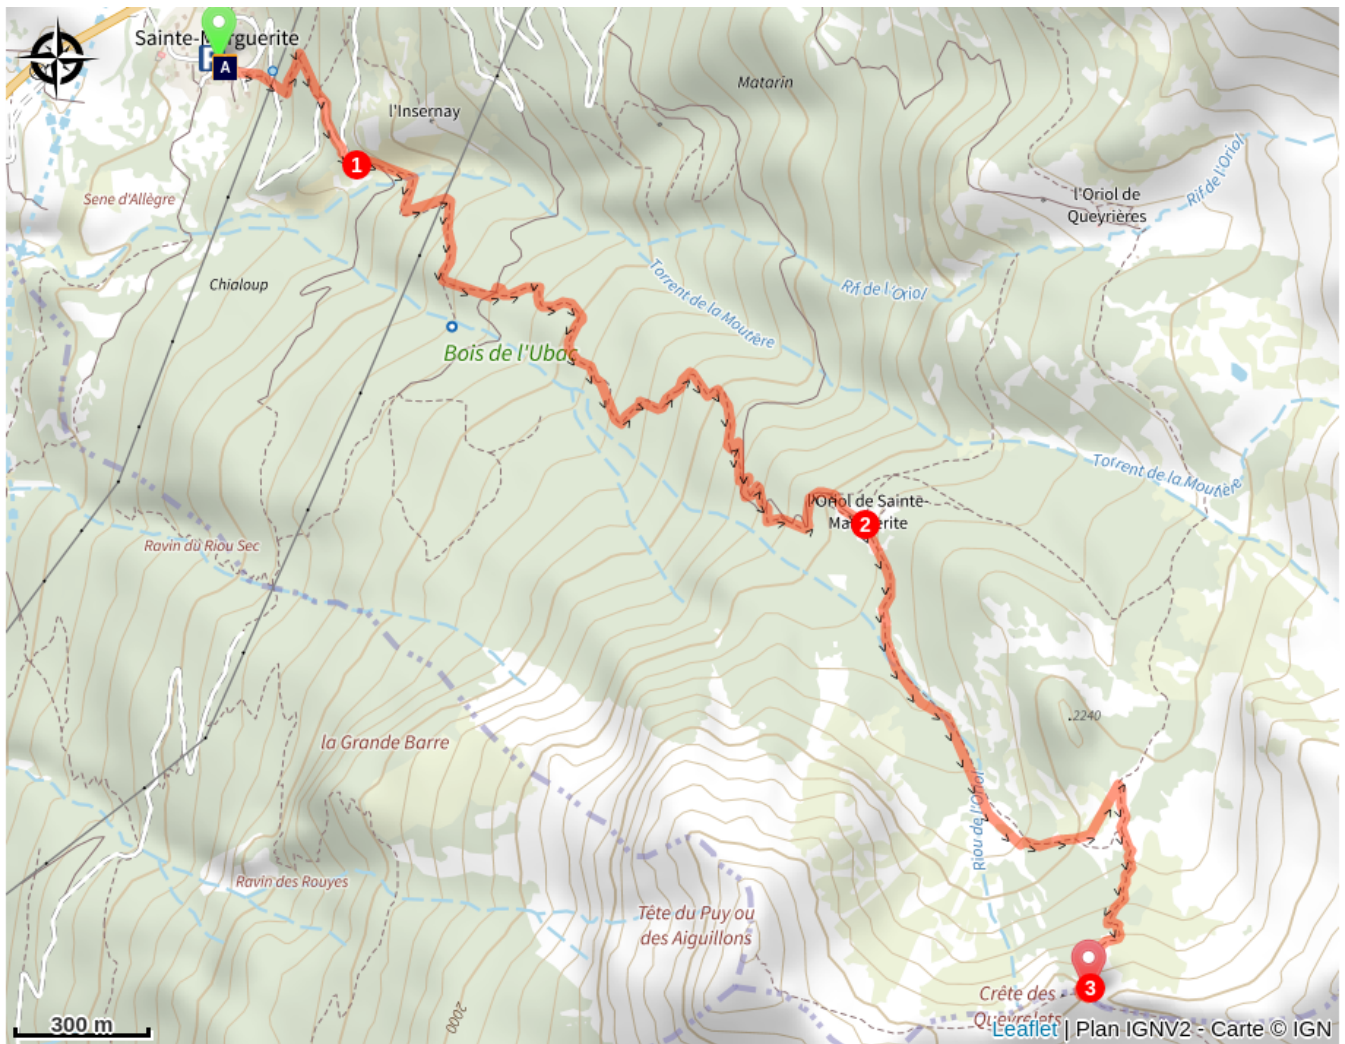 Sainte-Marguerite
P
A
Matarin
l'Insernay
1
Rif de l'Oriol
l'Oriol de
Queyrières
Sene d'Allègre
Chialoup
Torrent de la Moutière
Rif de l'Oriol
Bois de l'Ubac
Torrent de la Moutière
l'Oriol de Sainte-
Marguerite
2
Ravin du Riou Sec
.2240
la Grande Barre
Riou de l'Oriol
Ravin des Rouyes
Tête du Puy ou
des Aiguillons
3
Crête des
Queyrelets
2000
300 m
Leaflet | Plan IGNV2 - Carte © IGN